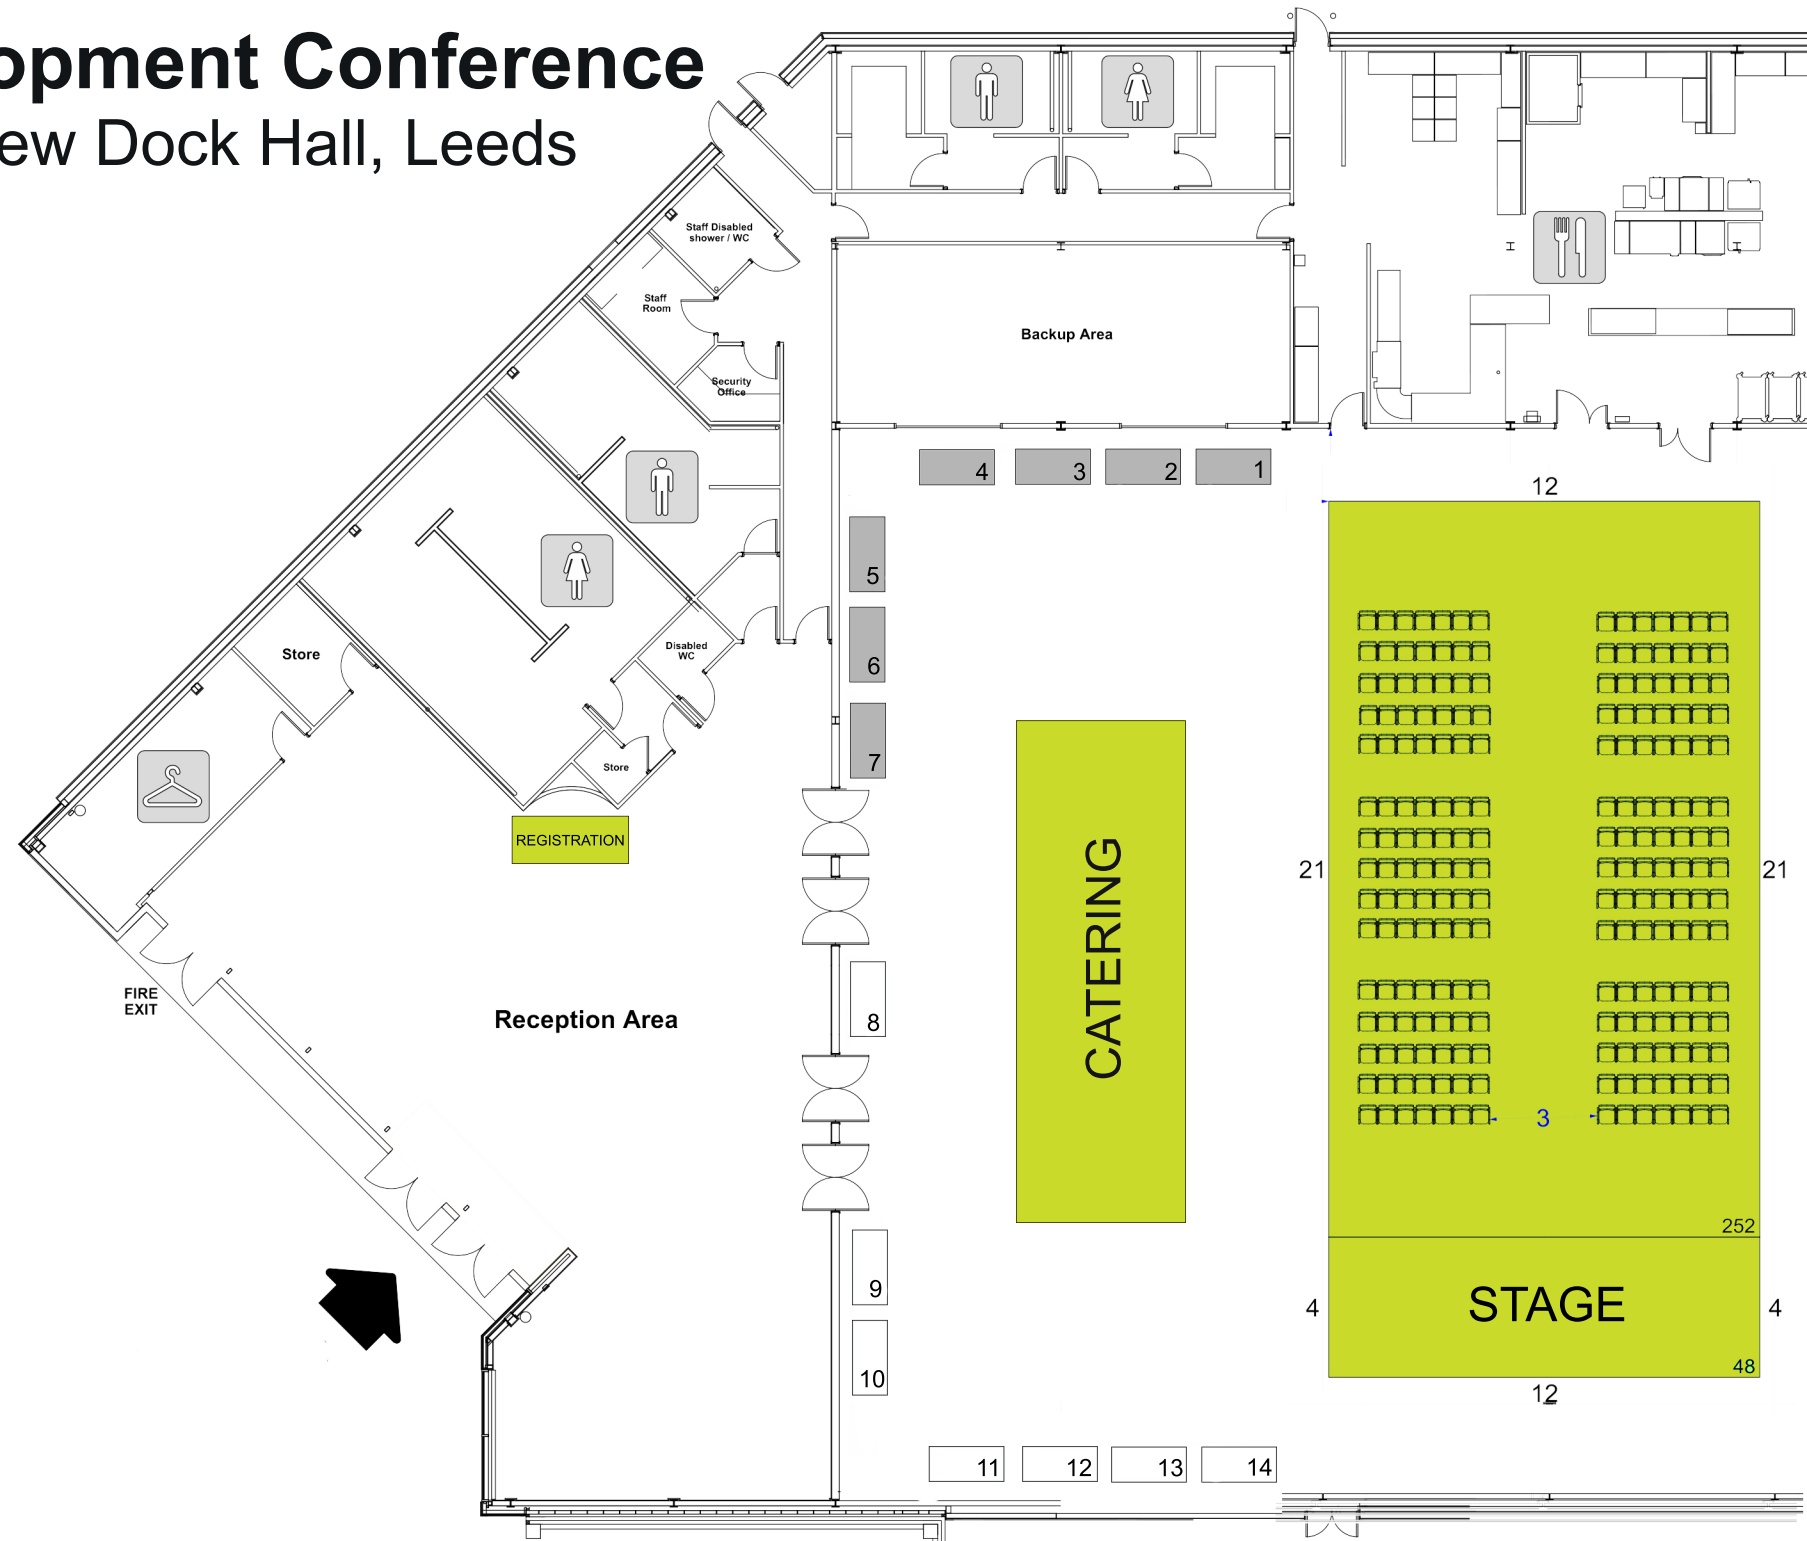 opment Conference
ew Dock Hall, Leeds
Staff Disabled
shower / WC
Staff
Room
Security
Office
Backup Area
4
3
2
1
12
5
6
7
Store
Disabled
WC
Store
REGISTRATION
CATERING
21
21
FIRE
EXIT
Reception Area
8
3
252
9
10
STAGE
4
4
48
12
11
12
13
14